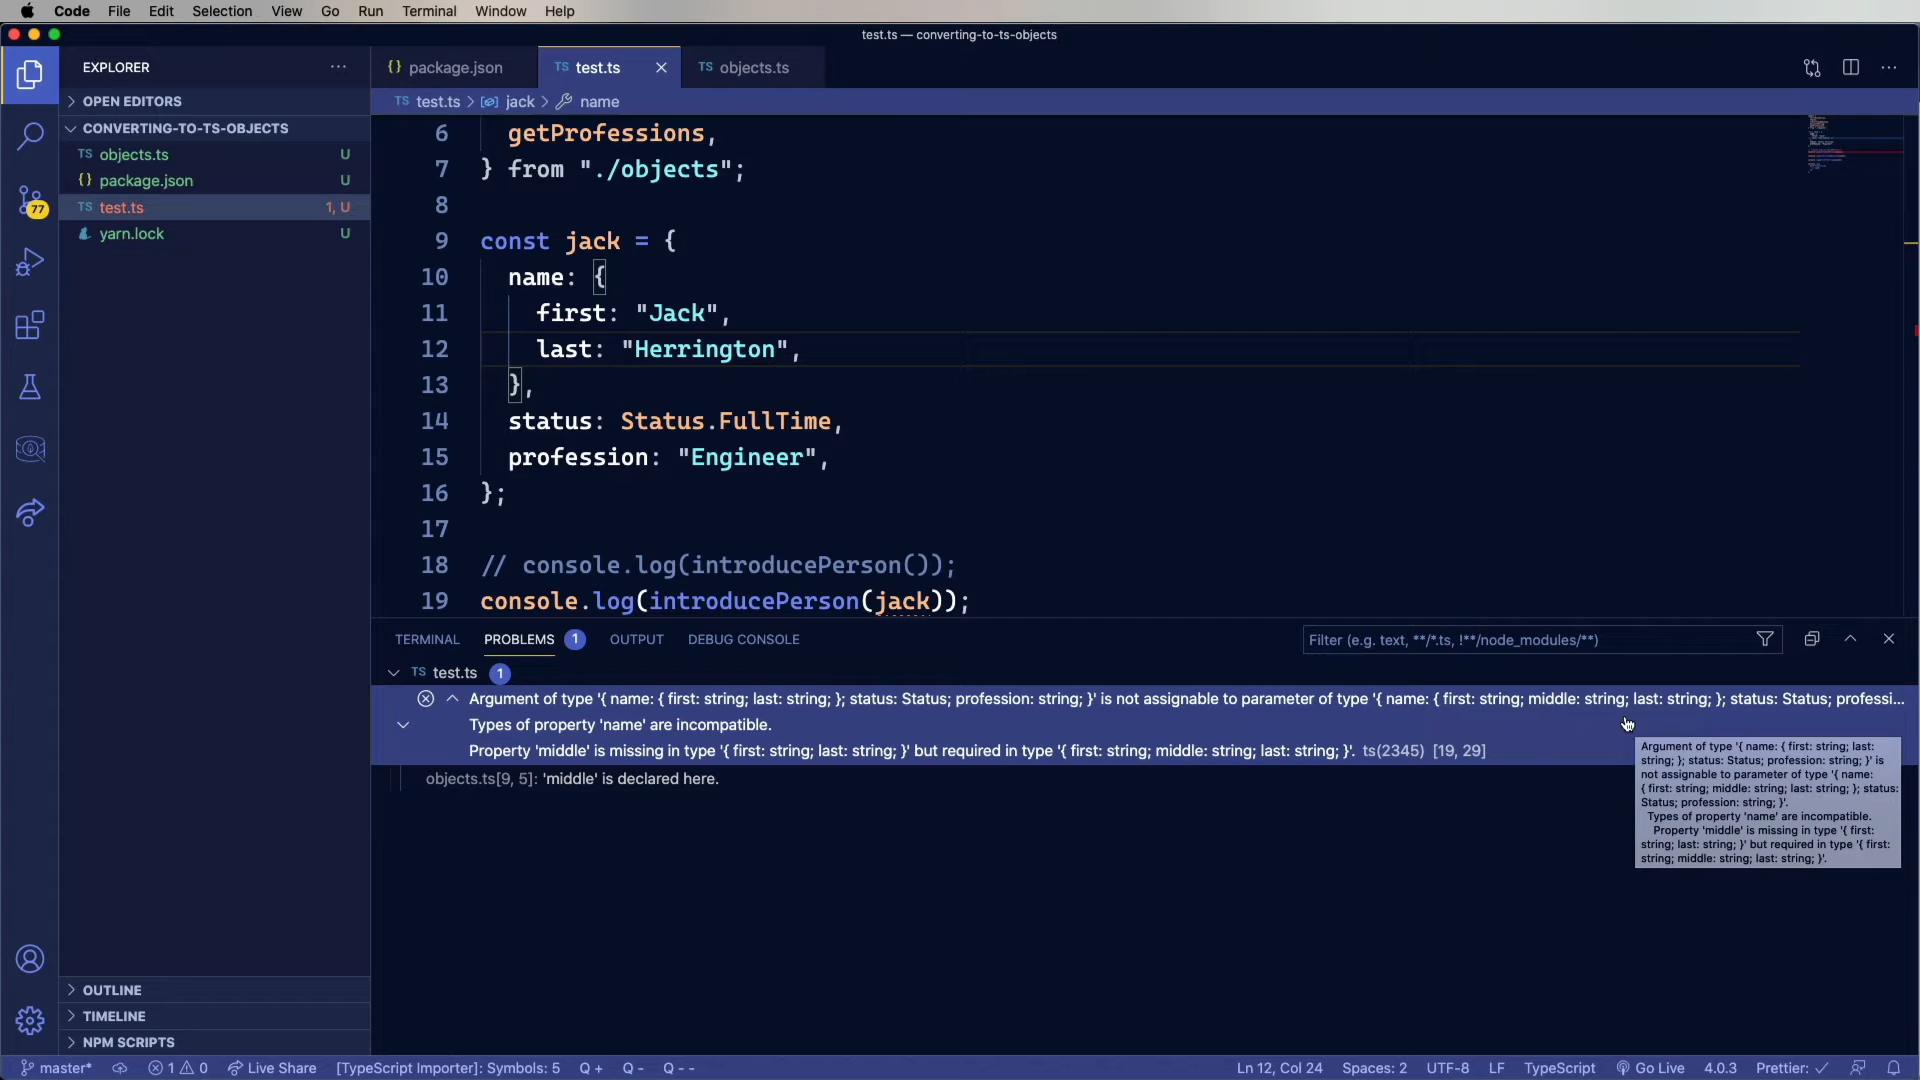 Code File Edit Selection View Go Run Terminal Window Help
test.ts — converting-to-ts-objects
EXPLORER
OPEN EDITORS
CONVERTING-TO-TS-OBJECTS
TS objects.ts U
{} package.json U
TS test.ts 1, U
yarn.lock U
77
OUTLINE
TIMELINE
NPM SCRIPTS
{} package.json
TS test.ts
TS objects.ts
TS test.ts > jack > name
6 getProfessions,
7 } from "./objects";
8
9 const jack = {
10 name: {
11 first: "Jack",
12 last: "Herrington",
13 },
14 status: Status.FullTime,
15 profession: "Engineer",
16 };
17
18 // console.log(introducePerson());
19 console.log(introducePerson(jack));
TERMINAL PROBLEMS 1 OUTPUT DEBUG CONSOLE
Filter (e.g. text, **/*.ts, !**/node_modules/**)
TS test.ts 1
Argument of type '{ name: { first: string; last: string; }; status: Status; profession: string; }' is not assignable to parameter of type '{ name: { first: string; middle: string; last: string; }; status: Status; professi...
Types of property 'name' are incompatible.
Property 'middle' is missing in type '{ first: string; last: string; }' but required in type '{ first: string; middle: string; last: string; }'. ts(2345) [19, 29]
objects.ts[9, 5]: 'middle' is declared here.
Argument of type '{ name: { first: string; last:
string; }; status: Status; profession: string; }' is
not assignable to parameter of type '{ name:
{ first: string; middle: string; last: string; }; status:
Status; profession: string; }'.
Types of property 'name' are incompatible.
Property 'middle' is missing in type '{ first:
string; last: string; }' but required in type '{ first:
string; middle: string; last: string; }'.
master* 1 0 Live Share [TypeScript Importer]: Symbols: 5 Q + Q - Q - - Ln 12, Col 24 Spaces: 2 UTF-8 LF TypeScript Go Live 4.0.3 Prettier: ✓